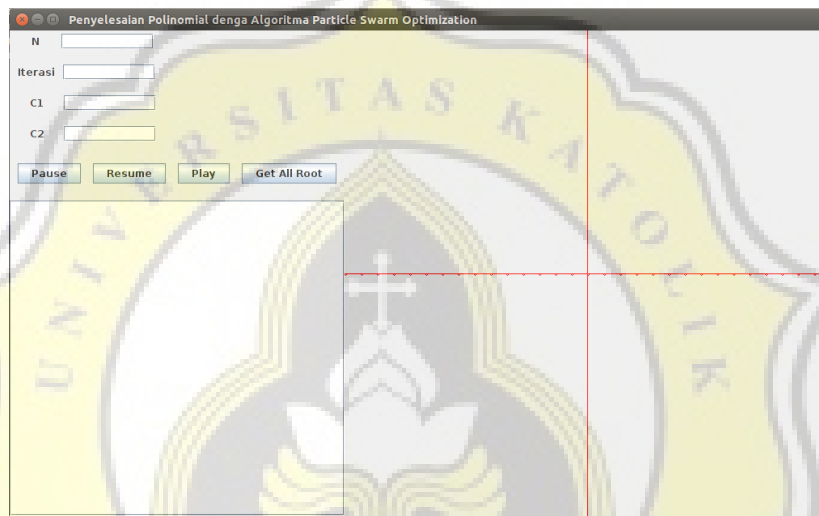 Penyelesaian Polinomial denga Algoritma Particle Swarm Optimization
N
Iterasi
C1
C2
Pause Resume Play Get All Root
UNIVERSITAS KATOLIK